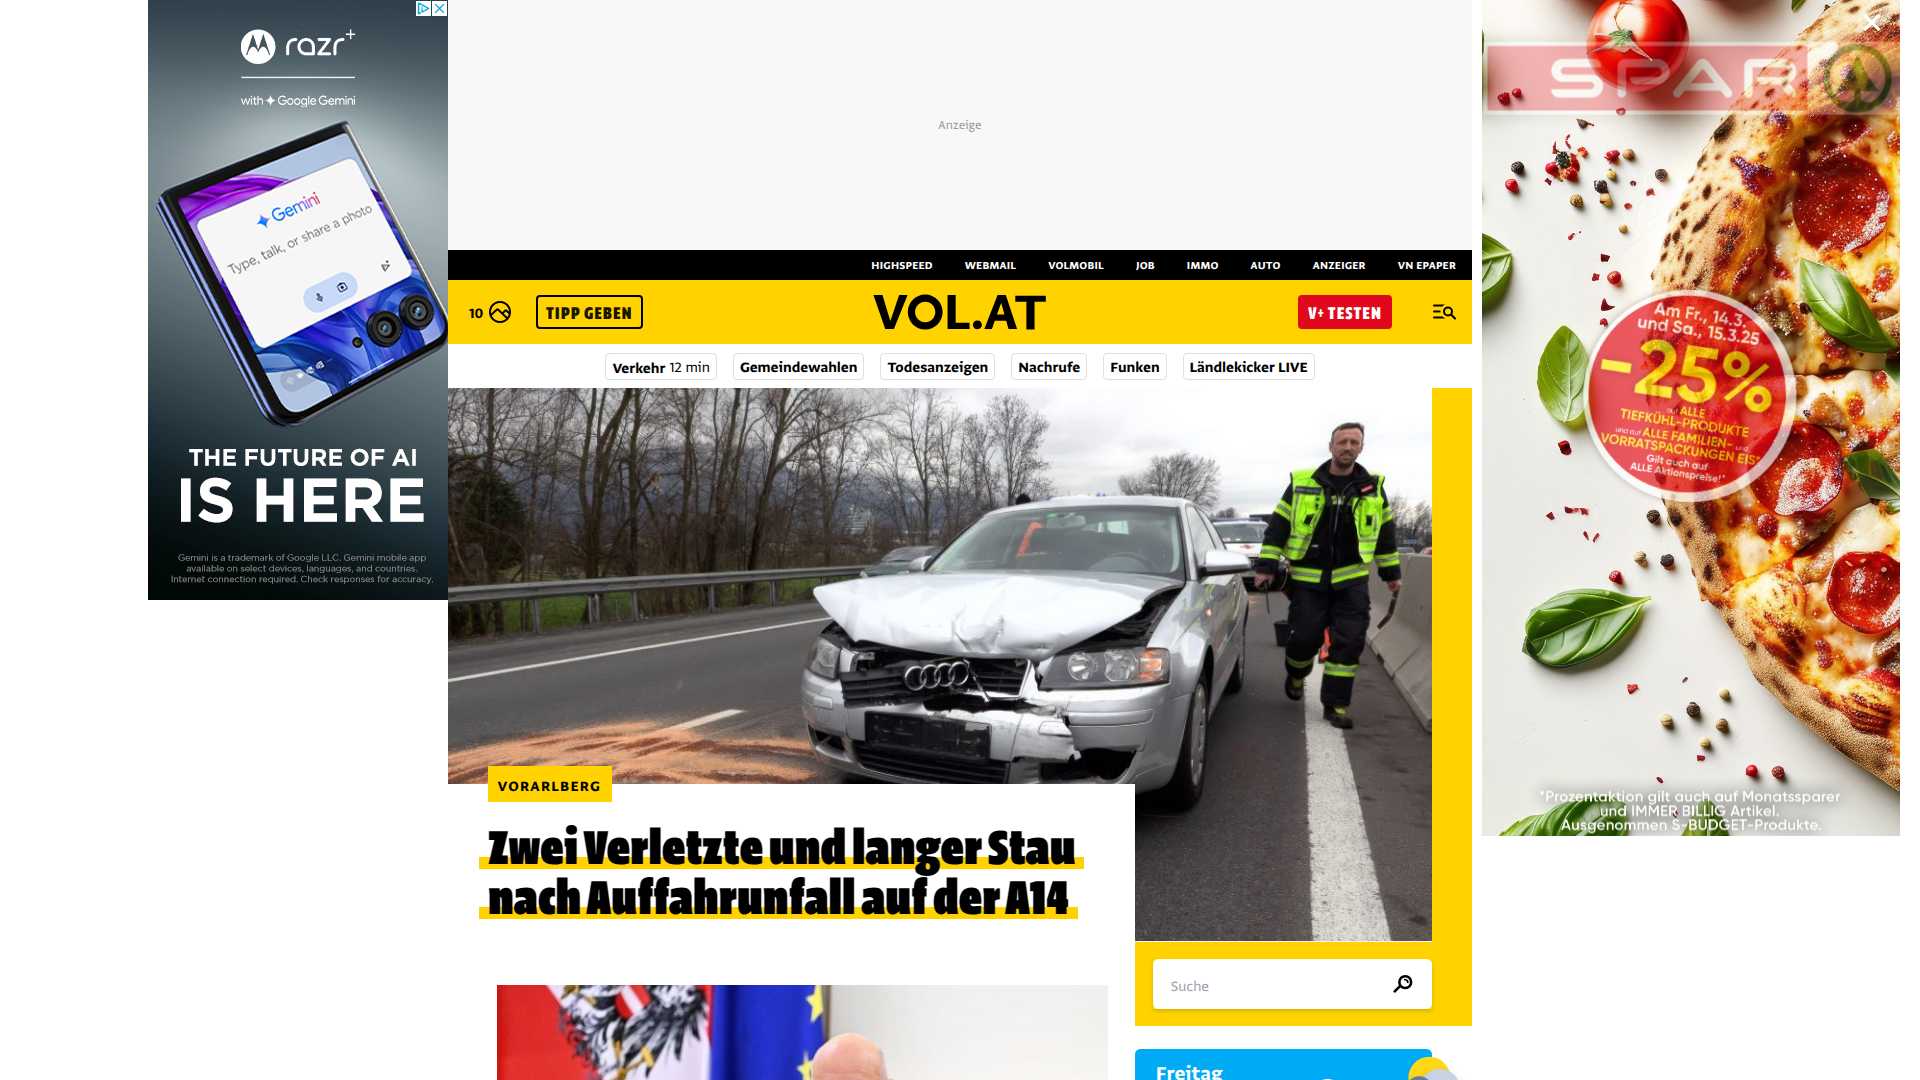 razr+
with Google Gemini
Gemini
Type, talk, or share a photo
THE FUTURE OF AI
IS HERE
Gemini is a trademark of Google LLC. Gemini mobile app
available on select devices, languages, and countries.
Internet connection required. Check responses for accuracy.
Anzeige
HIGHSPEED WEBMAIL VOLMOBIL JOB IMMO AUTO ANZEIGER VN EPAPER
10 TIPP GEBEN VOL.AT V+ TESTEN
Verkehr 12 min Gemeindewahlen Todesanzeigen Nachrufe Funken Ländlekicker LIVE
VORARLBERG
Zwei Verletzte und langer Stau
nach Auffahrunfall auf der A14
Suche
Freitag
SPAR
Am Fr., 14.3.
und Sa., 15.3.25
-25%
auf ALLE
TIEFKÜHL-PRODUKTE
und auf ALLE FAMILIEN-
VORRATSPACKUNGEN EIS*
Gilt auch auf
ALLE Aktionspreise!*
*Prozentaktion gilt auch auf Monatssparer
und IMMER BILLIG Artikel.
Ausgenommen S-BUDGET-Produkte.